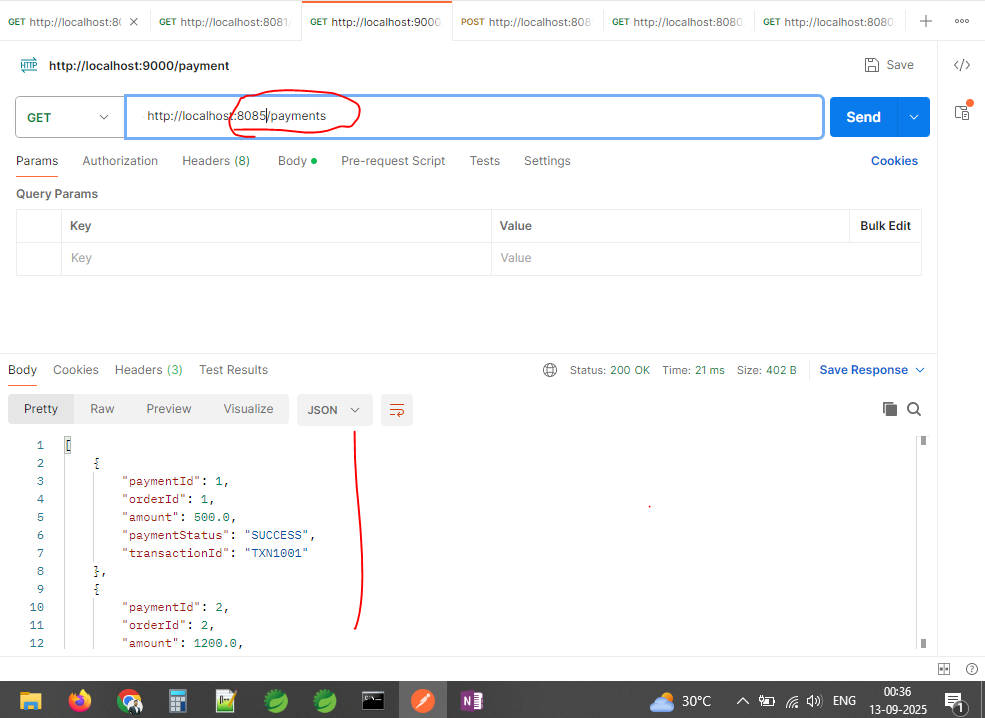 GET http://localhost:80
GET http://localhost:8081/
GET http://localhost:9000
POST http://localhost:808
GET http://localhost:8080
GET http://localhost:8080
HTTP http://localhost:9000/payment
Save
GET http://localhost:8085/payments
Send
Params Authorization Headers (8) Body Pre-request Script Tests Settings Cookies
Query Params
Key Value Bulk Edit
Key Value
Body Cookies Headers (3) Test Results Status: 200 OK Time: 21 ms Size: 402 B Save Response
Pretty Raw Preview Visualize JSON
1 [
2 {
3 "paymentId": 1,
4 "orderId": 1,
5 "amount": 500.0,
6 "paymentStatus": "SUCCESS",
7 "transactionId": "TXN1001"
8 },
9 {
10 "paymentId": 2,
11 "orderId": 2,
12 "amount": 1200.0,
30°C ENG 00:36
13-09-2025
1